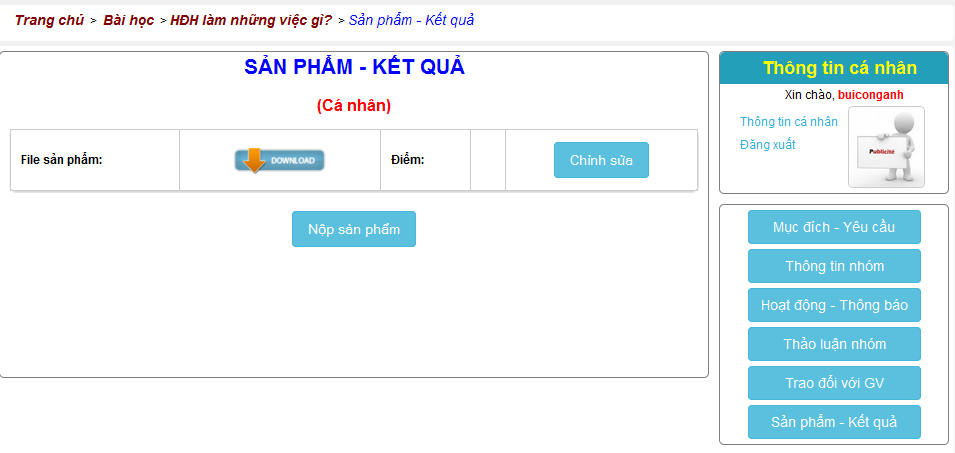 Trang chủ > Bài học > HĐH làm những việc gì? > Sản phẩm - Kết quả
SẢN PHẨM - KẾT QUẢ
(Cá nhân)
File sản phẩm:
DOWNLOAD
Điểm:
Chỉnh sửa
Nộp sản phẩm
Thông tin cá nhân
Xin chào, buiconganh
Thông tin cá nhân
Đăng xuất
Publicité
Mục đích - Yêu cầu
Thông tin nhóm
Hoạt động - Thông báo
Thảo luận nhóm
Trao đổi với GV
Sản phẩm - Kết quả